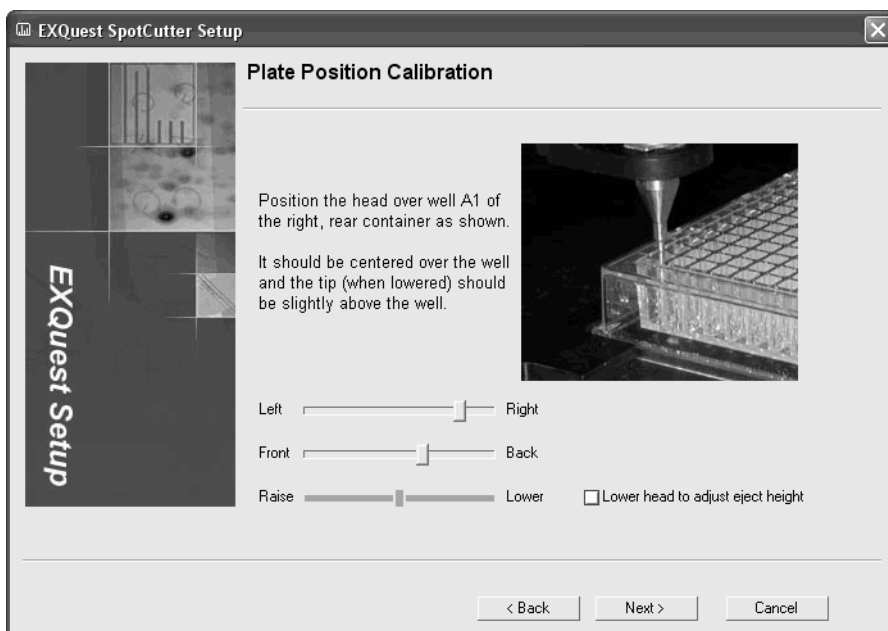 EXQuest SpotCutter Setup
Plate Position Calibration
Position the head over well A1 of
the right, rear container as shown.
It should be centered over the well
and the tip (when lowered) should
be slightly above the well.
EXQuest Setup
Left Right
Front Back
Raise Lower Lower head to adjust eject height
< Back Next > Cancel